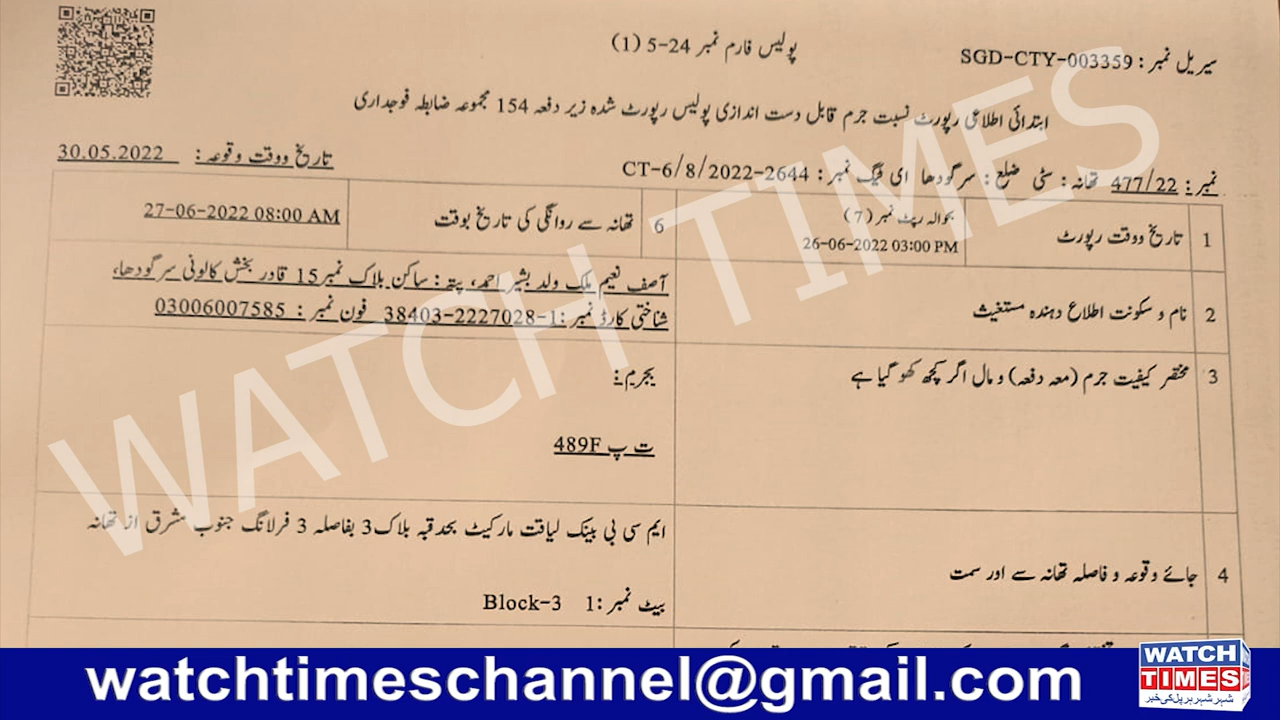 سیریل نمبر : SGD-CTY-003359
پولیس فارم نمبر 24-5 (1)
ابتدائی اطلاعی رپورٹ نسبت جرم قابل دست اندازی پولیس رپورٹ شدہ زیر دفعہ 154 مجموعہ ضابطہ فوجداری
نمبر : 477/22 تھانہ : سٹی ضلع : سرگودھا ای ٹیگ نمبر : CT-6/8/2022-2644 تاریخ ووقت وقوعہ : 30.05.2022
1 تاریخ ووقت رپورٹ
بحوالہ رپٹ نمبر (7)
26-06-2022 03:00 PM
6 تھانہ سے روانگی کی تاریخ بوقت
27-06-2022 08:00 AM
2 نام و سکونت اطلاع دہندہ مستغیث
آصف نعیم ملک ولد بشیر احمد، پتہ : ساکن بلاک نمبر 15 قادر بخش کالونی سرگودھا،
شناختی کارڈ نمبر : 38403-2227028-1 فون نمبر : 03006007585
3 مختصر کیفیت جرم (معہ دفعہ) و مال اگر کچھ کھو گیا ہے
بجرم :
ت پ 489F
4 جائے وقوعہ و فاصلہ تھانہ سے اور سمت
ایم سی بی بینک لیاقت مارکیٹ بحدقبہ بلاک 3 بفاصلہ 3 فرلانگ جنوب مشرق از تھانہ
بیٹ نمبر : 1 Block-3
WATCH TIMES
watchtimeschannel@gmail.com
WATCH
TIMES
شہر شہر ہر پل کی خبر